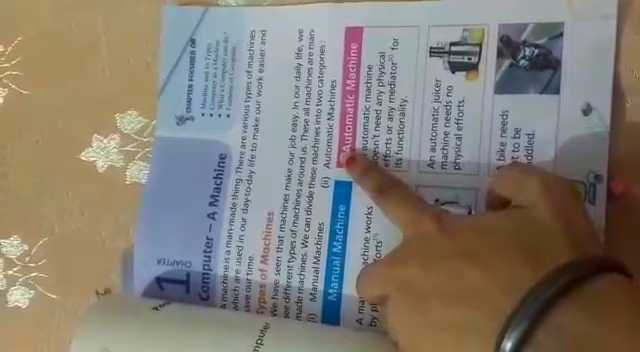 CHAPTER FOCUSES ON
• Machine and its Types
• Computer as a Machine
• What a Computer can do?
• Features of Computer
1
CHAPTER
Computer – A Machine
A machine is a man-made thing. There are various types of machines
which are used in our day-to-day life to make our work easier and
save our time.
Types of Machines
We have seen that machines make our job easy. In our daily life, we
see different types of machines around us. These all machines are man-
made machines. We can divide these machines into two categories:
(i) Manual Machines (ii) Automatic Machines
Manual Machine
chine works
by
Automatic Machine
automatic machine
doesn't need any physical
efforts or any mediator for
its functionality.
An automatic juicer
machine needs no
physical efforts.
bike needs
to be